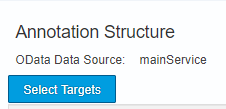 Annotation Structure
OData Data Source: mainService
Select Targets